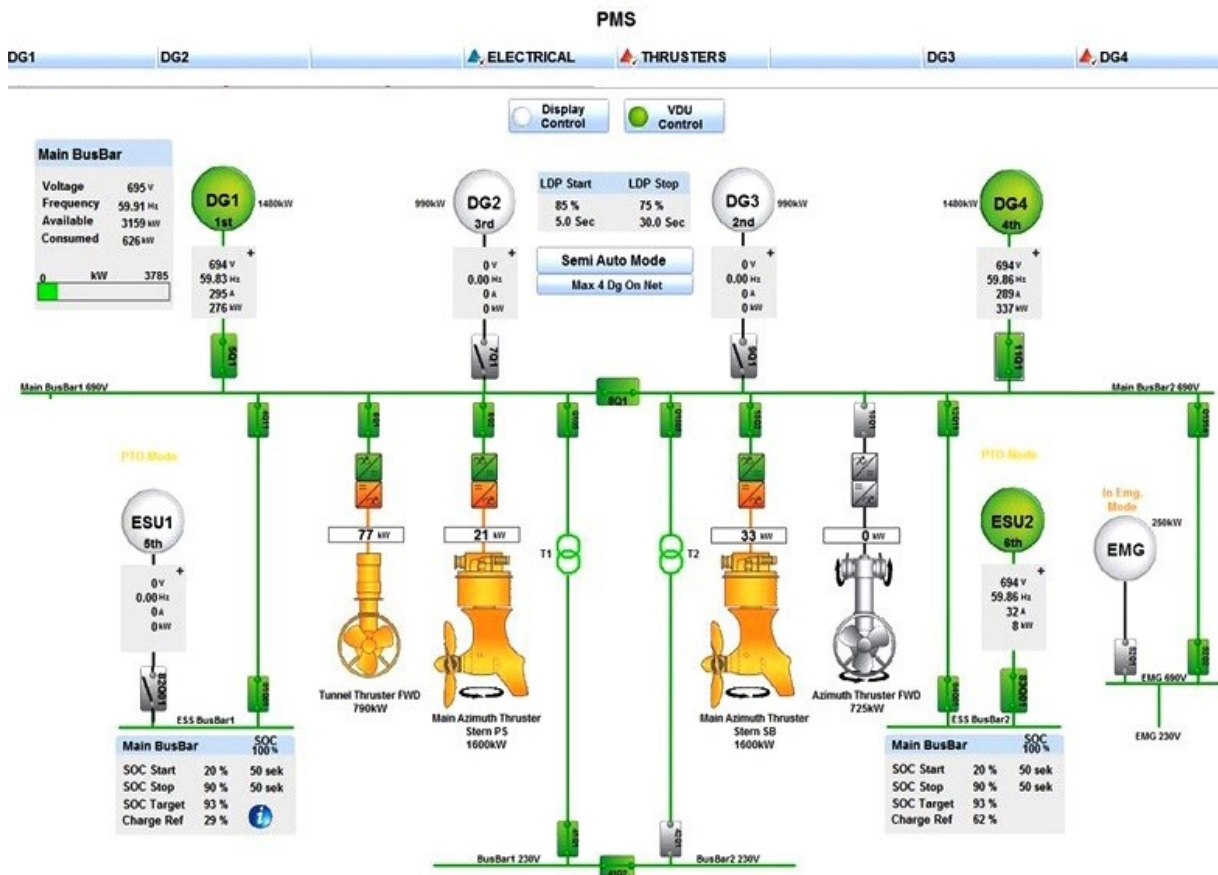 PMS
DG1
DG2
ELECTRICAL
THRUSTERS
DG3
DG4
Display
Control
VDU
Control
Main BusBar
Voltage 695 V
Frequency 59.91 Hz
Available 3159 kW
Consumed 626 kW
0 kW 3785
DG1
1st
1480kW
694 V
59.83 Hz
295 A
276 kW
5Q1
990kW
DG2
3rd
0 V
0.00 Hz
0 A
0 kW
7Q1
LDP Start LDP Stop
85 % 75 %
5.0 Sec 30.0 Sec
Semi Auto Mode
Max 4 Dg On Net
DG3
2nd
990kW
0 V
0.00 Hz
0 A
0 kW
9Q1
1480kW
DG4
4th
694 V
59.86 Hz
289 A
337 kW
11Q1
Main BusBar1 690V
8Q1
Main BusBar2 690V
PTO Mode
ESU1
5th
0 V
0.00 Hz
0 A
0 kW
ESS BusBar1
77 kW
Tunnel Thruster FWD
790kW
21 kW
Main Azimuth Thruster
Stern PS
1600kW
T1
T2
33 kW
Main Azimuth Thruster
Stern SB
1600kW
0 kW
Azimuth Thruster FWD
725kW
PTO Mode
ESU2
6th
694 V
59.86 Hz
32 A
8 kW
ESS BusBar2
In Emg.
Mode
250kW
EMG
EMG 690V
EMG 230V
Main BusBar SOC
100 %
SOC Start 20 % 50 sek
SOC Stop 90 % 50 sek
SOC Target 93 %
Charge Ref 29 %
i
Main BusBar SOC
100 %
SOC Start 20 % 50 sek
SOC Stop 90 % 50 sek
SOC Target 93 %
Charge Ref 62 %
BusBar1 230V
BusBar2 230V